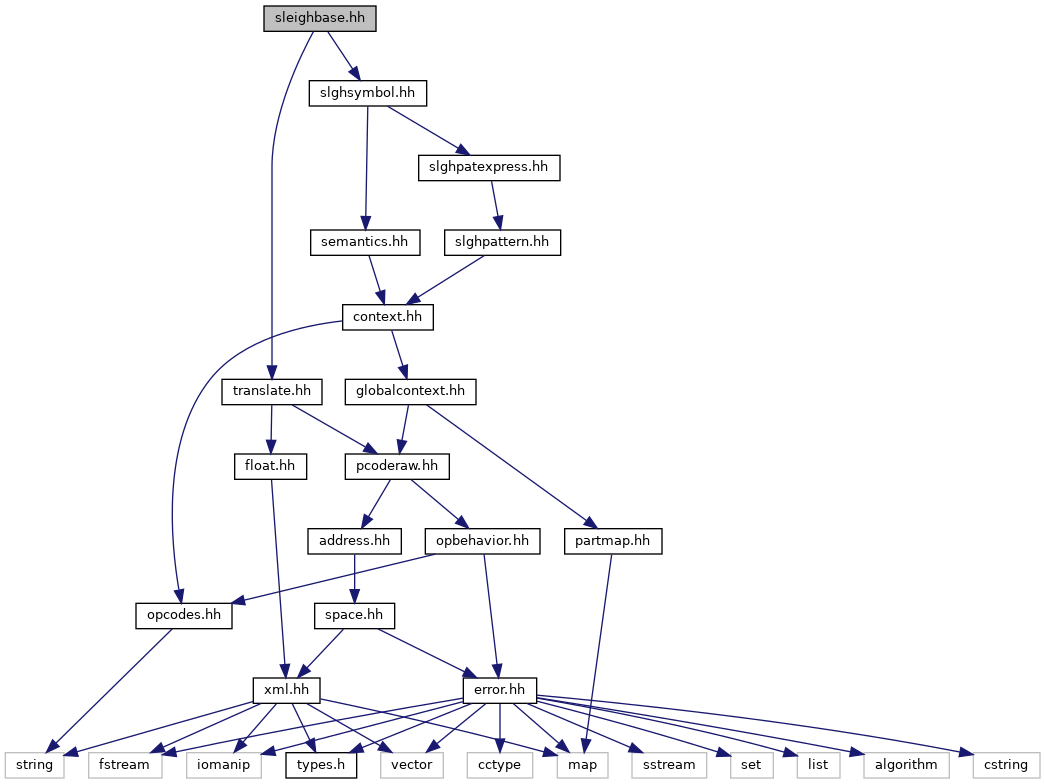 sleighbase.hh
slghsymbol.hh
slghpatexpress.hh
semantics.hh
slghpattern.hh
context.hh
translate.hh
globalcontext.hh
float.hh
pcoderaw.hh
address.hh
opbehavior.hh
partmap.hh
opcodes.hh
space.hh
xml.hh
error.hh
string
fstream
iomanip
types.h
vector
cctype
map
sstream
set
list
algorithm
cstring